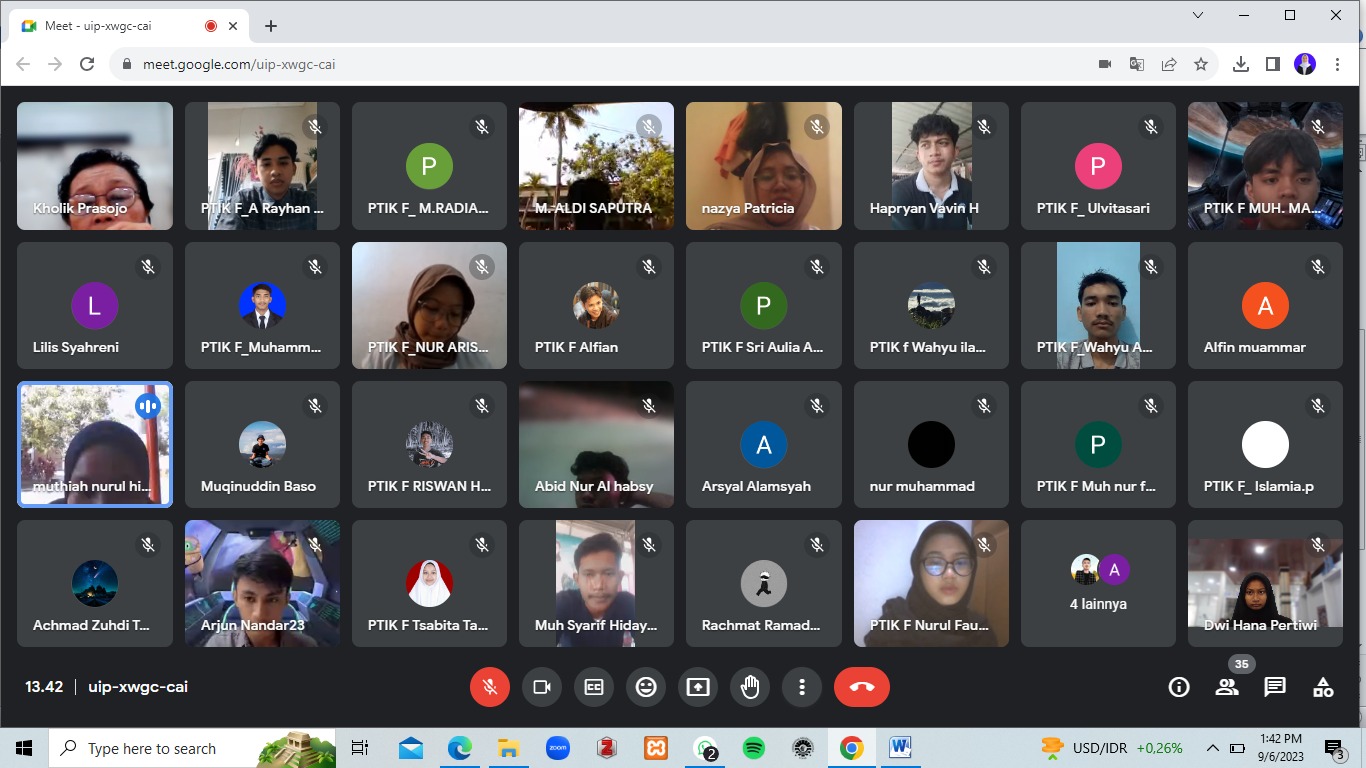 Meet - uip-xwgc-cai
meet.google.com/uip-xwgc-cai
Kholik Prasojo
PTIK F_A Rayhan ...
P
PTIK F_ M.RADIA...
M. ALDI SAPUTRA
nazya Patricia
Hapryan Vavin H
P
PTIK F_ Ulvitasari
PTIK F MUH. MA...
L
Lilis Syahreni
PTIK F_Muhamm...
PTIK F_NUR ARIS...
PTIK F Alfian
P
PTIK F Sri Aulia A...
PTIK f Wahyu ila...
PTIK F_Wahyu A...
A
Alfin muammar
muthiah nurul hi...
Muqinuddin Baso
PTIK F RISWAN H...
Abid Nur Al habsy
A
Arsyal Alamsyah
nur muhammad
P
PTIK F Muh nur f...
PTIK F_ Islamia.p
Achmad Zuhdi T...
Arjun Nandar23
PTIK F Tsabita Ta...
Muh Syarif Hiday...
Rachmat Ramad...
PTIK F Nurul Fau...
A
4 lainnya
Dwi Hana Pertiwi
13.42 | uip-xwgc-cai
CC
35
Type here to search
zoom
2
W
USD/IDR +0,26%
1:42 PM
9/6/2023
3